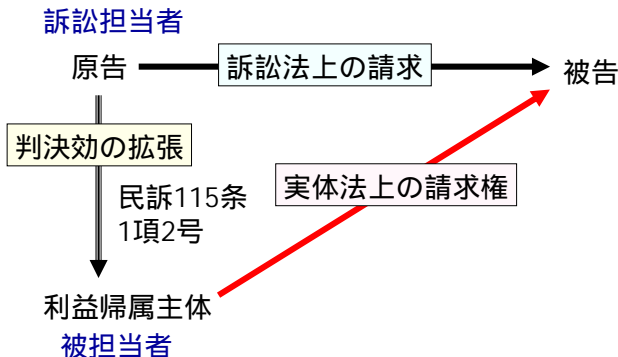 訴訟担当者
原告
訴訟法上の請求
被告
判決効の拡張
実体法上の請求権
民訴115条
1項2号
利益帰属主体
被担当者